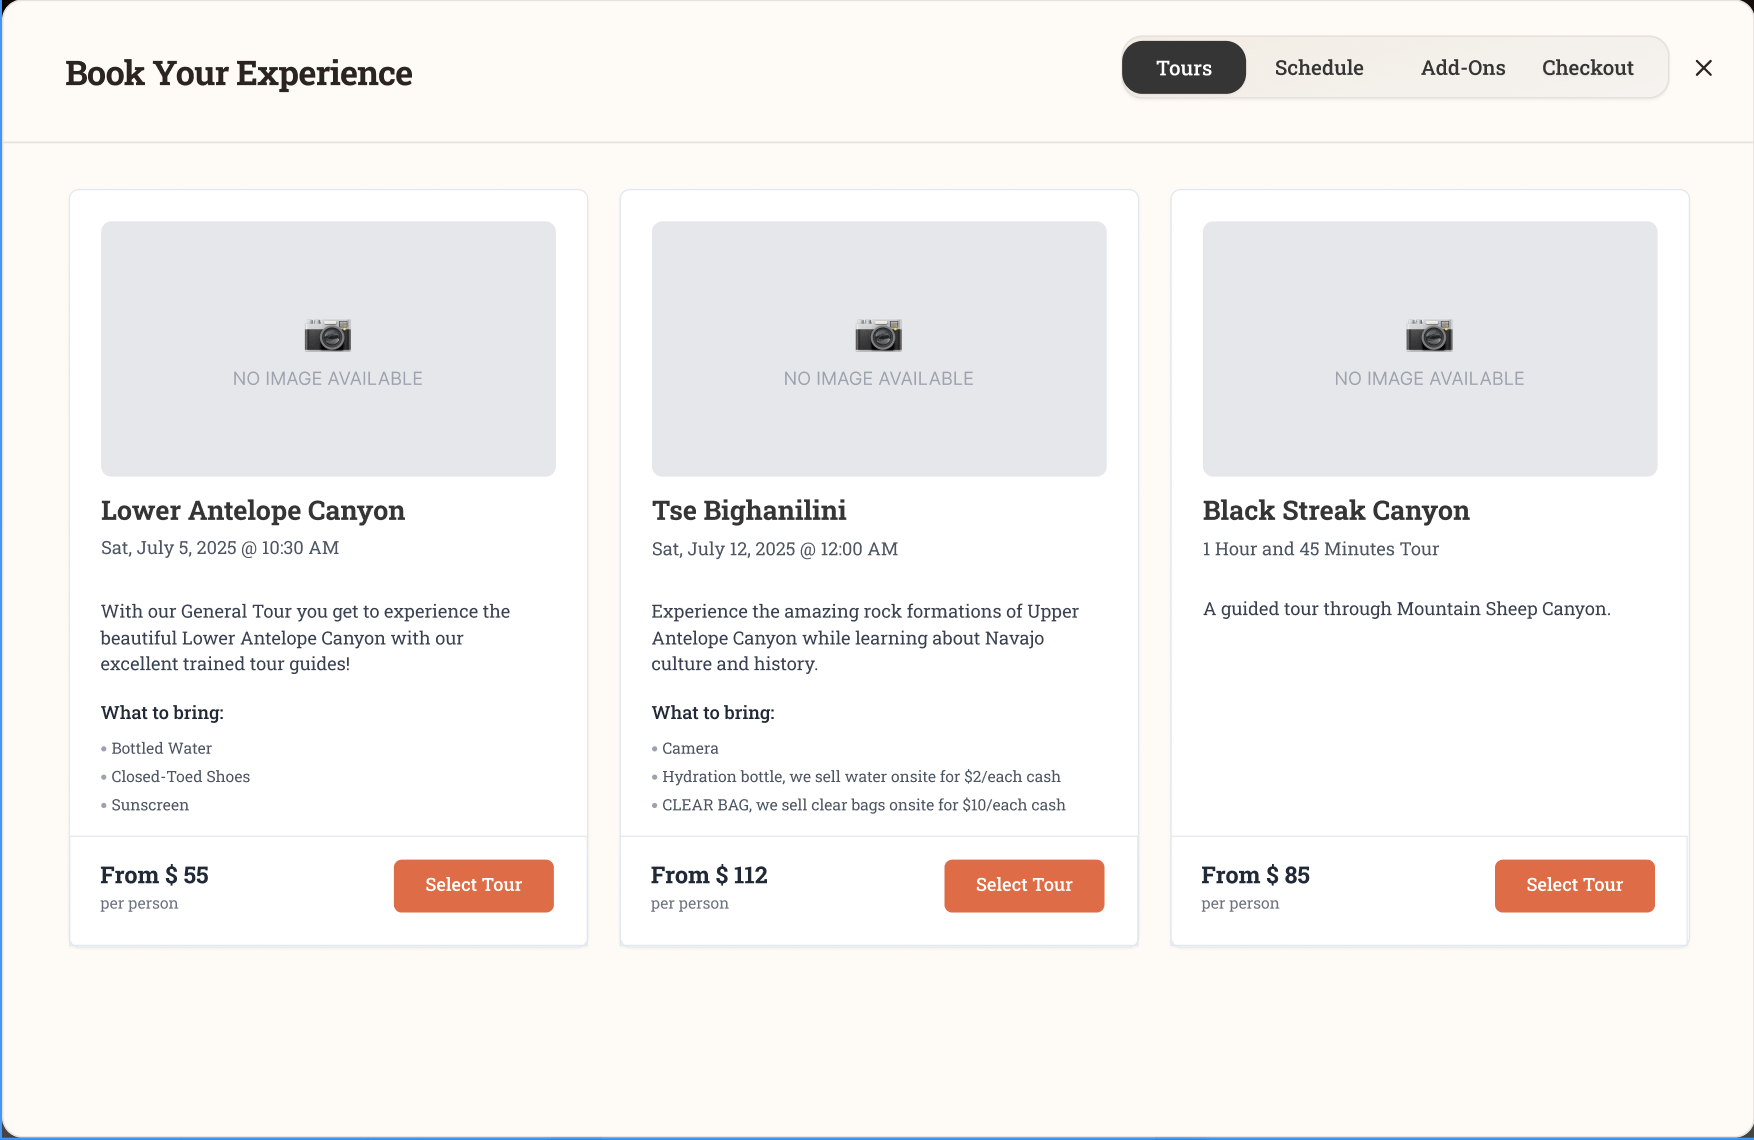 Book Your Experience
Tours
Schedule
Add-Ons
Checkout
NO IMAGE AVAILABLE
Lower Antelope Canyon
Sat, July 5, 2025 @ 10:30 AM
With our General Tour you get to experience the
beautiful Lower Antelope Canyon with our
excellent trained tour guides!
What to bring:
• Bottled Water
• Closed-Toed Shoes
• Sunscreen
From $ 55
per person
Select Tour
NO IMAGE AVAILABLE
Tse Bighanilini
Sat, July 12, 2025 @ 12:00 AM
Experience the amazing rock formations of Upper
Antelope Canyon while learning about Navajo
culture and history.
What to bring:
• Camera
• Hydration bottle, we sell water onsite for $2/each cash
• CLEAR BAG, we sell clear bags onsite for $10/each cash
From $ 112
per person
Select Tour
NO IMAGE AVAILABLE
Black Streak Canyon
1 Hour and 45 Minutes Tour
A guided tour through Mountain Sheep Canyon.
From $ 85
per person
Select Tour